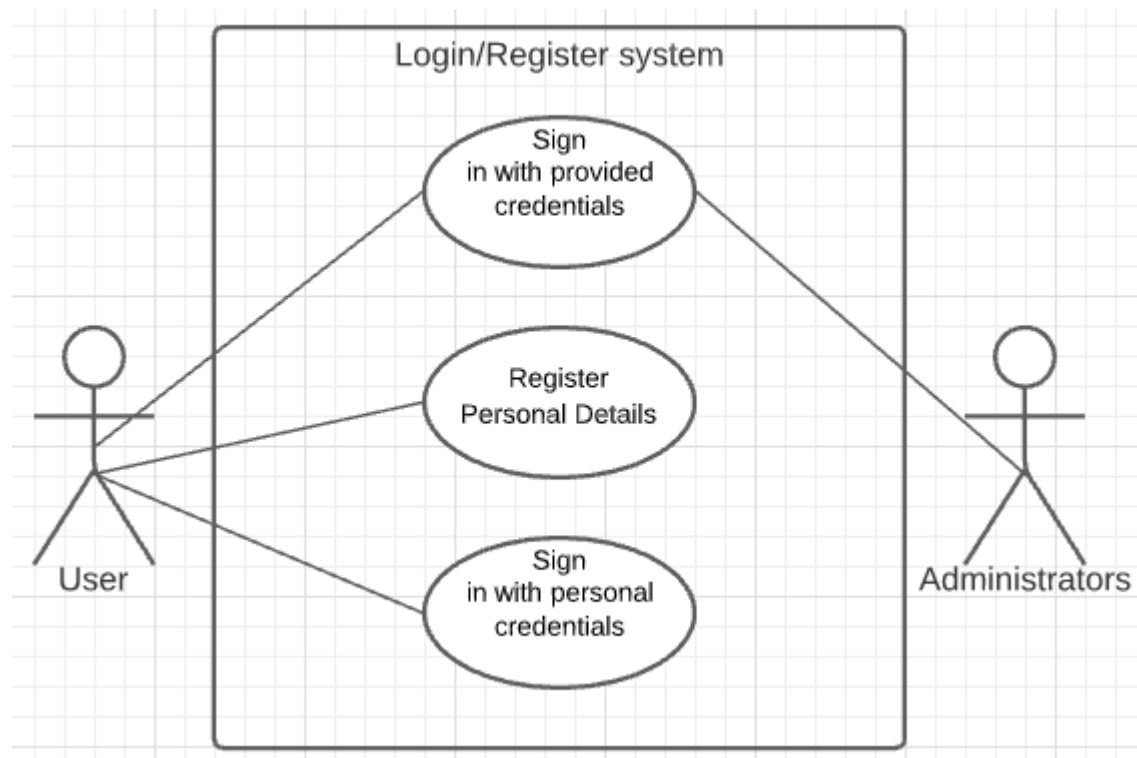 Login/Register system
Sign
in with provided
credentials
Register
Personal Details
Sign
in with personal
credentials
User
Administrators